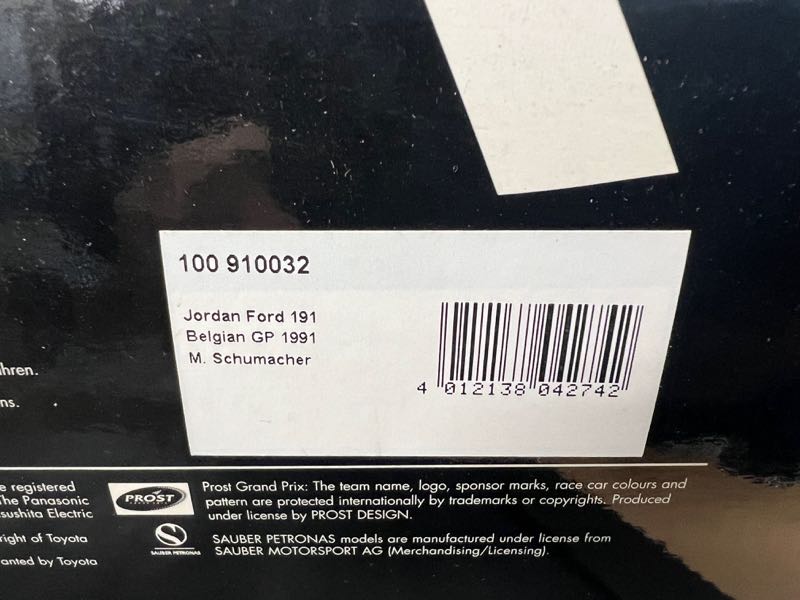 100 910032
Jordan Ford 191
Belgian GP 1991
M. Schumacher
4 012138 042742
hren.
ns.
e registered
The Panasonic
sushita Electric
right of Toyota
anted by Toyota
PROST
Prost Grand Prix: The team name, logo, sponsor marks, race car colours and
pattern are protected internationally by trademarks or copyrights. Produced
under license by PROST DESIGN.
SAUBER PETRONAS
SAUBER PETRONAS models are manufactured under license from
SAUBER MOTORSPORT AG (Merchandising/Licensing).